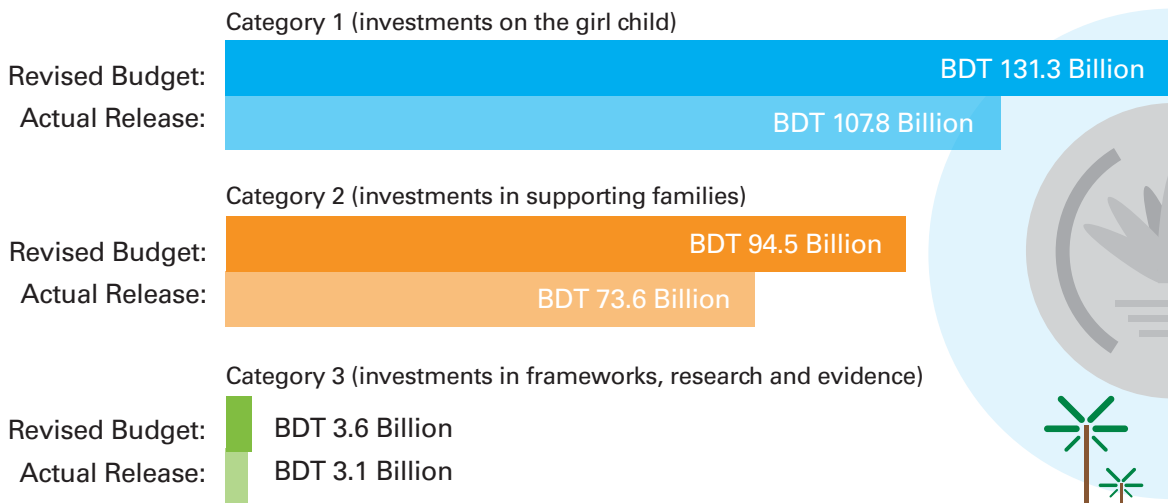 Category 1 (investments on the girl child)
Revised Budget: BDT 131.3 Billion
Actual Release: BDT 107.8 Billion
Category 2 (investments in supporting families)
Revised Budget: BDT 94.5 Billion
Actual Release: BDT 73.6 Billion
Category 3 (investments in frameworks, research and evidence)
Revised Budget: BDT 3.6 Billion
Actual Release: BDT 3.1 Billion